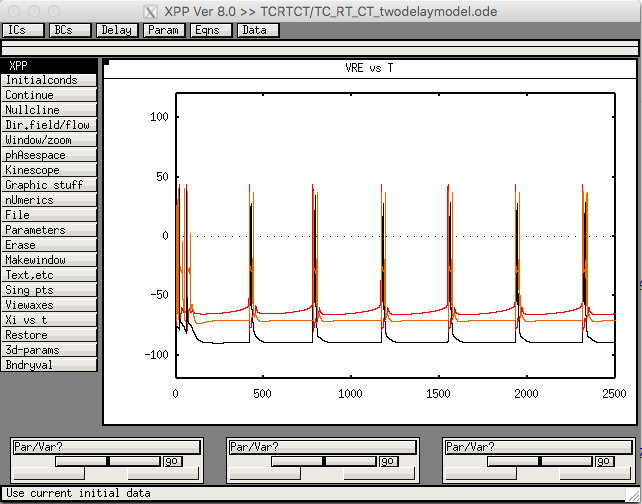 XPP Ver 8.0 >> TCRTCT/TC_RT_CT_twodelaymodel.ode
ICs BCs Delay Param Eqns Data
XPP
Initialconds
Continue
Nullcline
Dir.field/flow
Window/zoom
phAsespace
Kinescope
Graphic stuff
nUmerics
File
Parameters
Erase
Makewindow
Text,etc
Sing pts
Viewaxes
Xi vs t
Restore
3d-params
Bndryval
VRE vs T
100
50
0
-50
-100
0 500 1000 1500 2000 2500
Par/Var? Par/Var? Par/Var?
go go go
Use current initial data